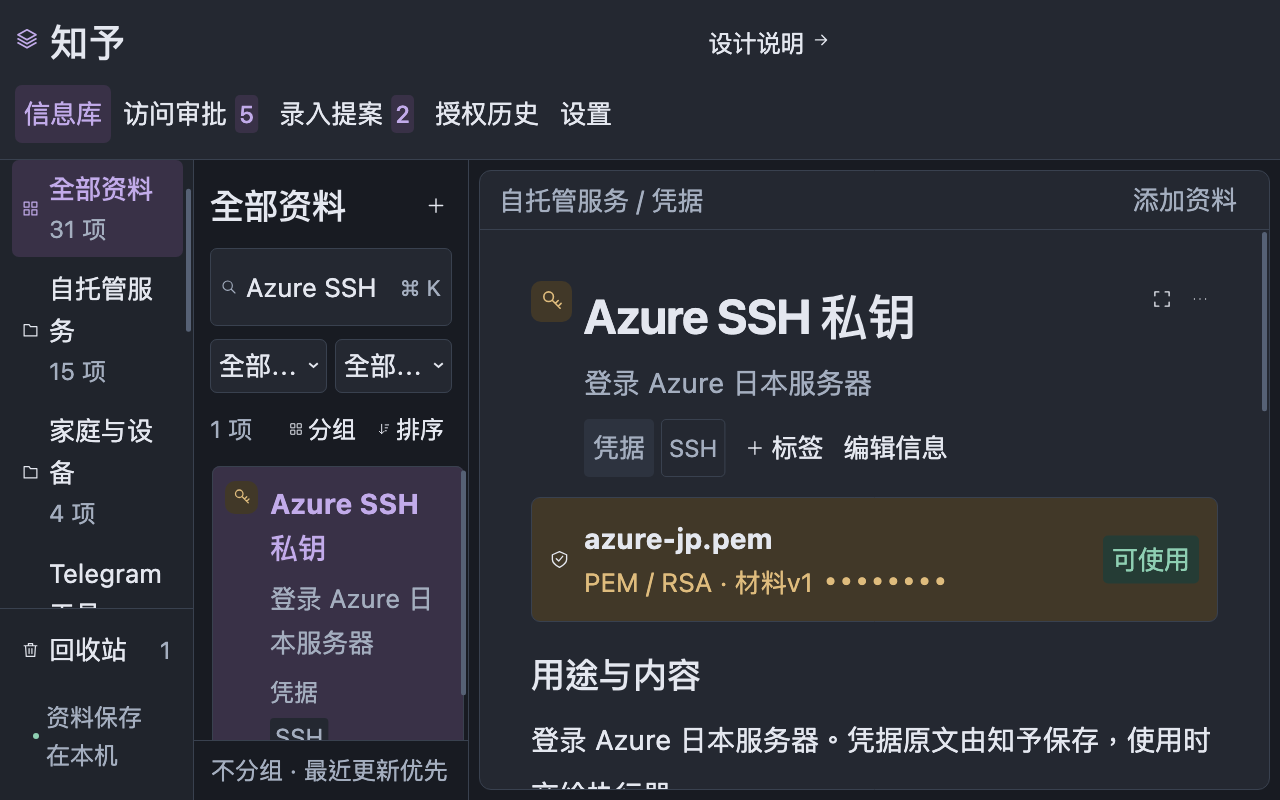 知予
设计说明 →
信息库 访问审批 5 录入提案 2 授权历史 设置
全部资料
31 项
自托管服
务
15 项
家庭与设
备
4 项
Telegram
回收站 1
资料保存
在本机
全部资料 +
Azure SSH ⌘ K
全部... 全部...
1 项 分组 排序
Azure SSH
私钥
登录 Azure 日
本服务器
凭据
SSH
不分组 · 最近更新优先
自托管服务 / 凭据 添加资料
Azure SSH 私钥 ...
登录 Azure 日本服务器
凭据 SSH + 标签 编辑信息
azure-jp.pem
PEM / RSA · 材料v1 ••••••••
可使用
用途与内容
登录 Azure 日本服务器。凭据原文由知予保存，使用时